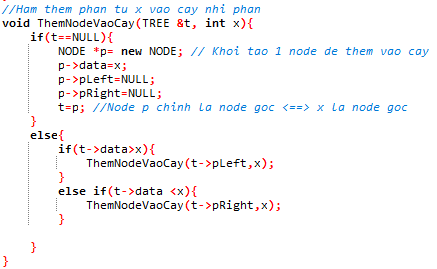 //Ham them phan tu x vao cay nhi phan
void ThemNodeVaoCay(TREE &t, int x){
if(t==NULL){
NODE *p= new NODE; // Khoi tao 1 node de them vao cay
p->data=x;
p->pLeft=NULL;
p->pRight=NULL;
t=p; //Node p chinh la node goc <==> x la node goc
}
else{
if(t->data>x){
ThemNodeVaoCay(t->pLeft,x);
}
else if(t->data <x){
ThemNodeVaoCay(t->pRight,x);
}
}
}